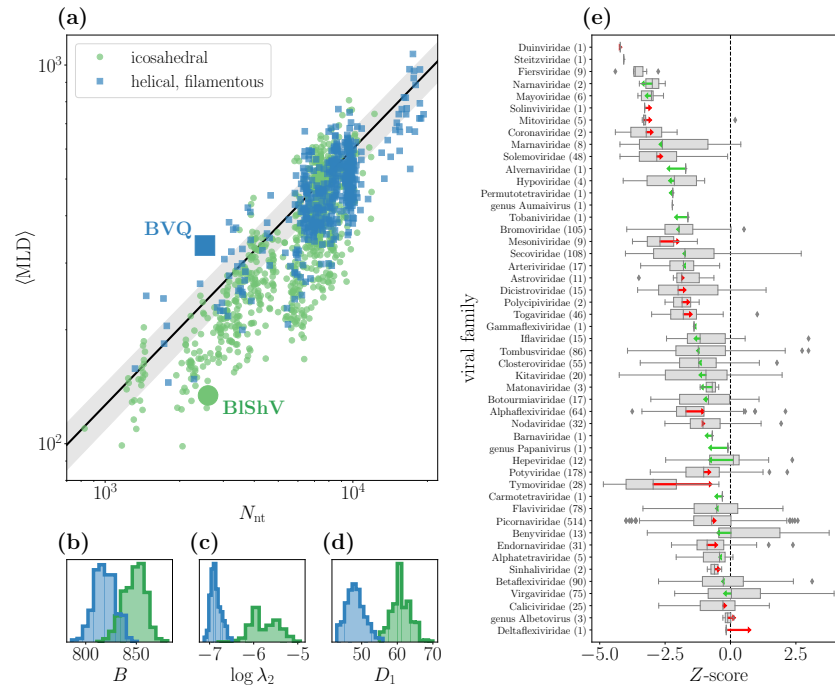 (a)
icosahedral
helical, filamentous
BVQ
BlShV
10³
10²
⟨MLD⟩
10³
10⁴
N_nt
(b)
(c)
(d)
800
850
−7
−6
−5
50
60
70
B
log λ₂
D₁
(e)
viral family
Duinviridae (1)
Steitzviridae (1)
Fiersviridae (9)
Narnaviridae (2)
Mayoviridae (6)
Solinviviridae (1)
Mitoviridae (5)
Coronaviridae (2)
Marnaviridae (8)
Solemoviridae (48)
Alvernaviridae (1)
Hypoviridae (4)
Permutotetraviridae (1)
genus Aumaivirus (1)
Tobaniviridae (1)
Bromoviridae (105)
Mesoniviridae (9)
Secoviridae (108)
Arteriviridae (17)
Astroviridae (11)
Dicistroviridae (15)
Polycipiviridae (2)
Togaviridae (46)
Gammaflexiviridae (1)
Iflaviridae (15)
Tombusviridae (86)
Closteroviridae (55)
Kitaviridae (20)
Matonaviridae (3)
Botourmiaviridae (17)
Alphaflexiviridae (64)
Nodaviridae (32)
Barnaviridae (1)
genus Papanivirus (1)
Hepeviridae (12)
Potyviridae (178)
Tymoviridae (28)
Carmotetraviridae (1)
Flaviviridae (78)
Picornaviridae (514)
Benyviridae (13)
Endornaviridae (31)
Alphatetraviridae (5)
Sinhaliviridae (2)
Betaflexiviridae (90)
Virgaviridae (75)
Caliciviridae (25)
genus Albetovirus (3)
Deltaflexiviridae (1)
−5.0
−2.5
0.0
2.5
Z-score